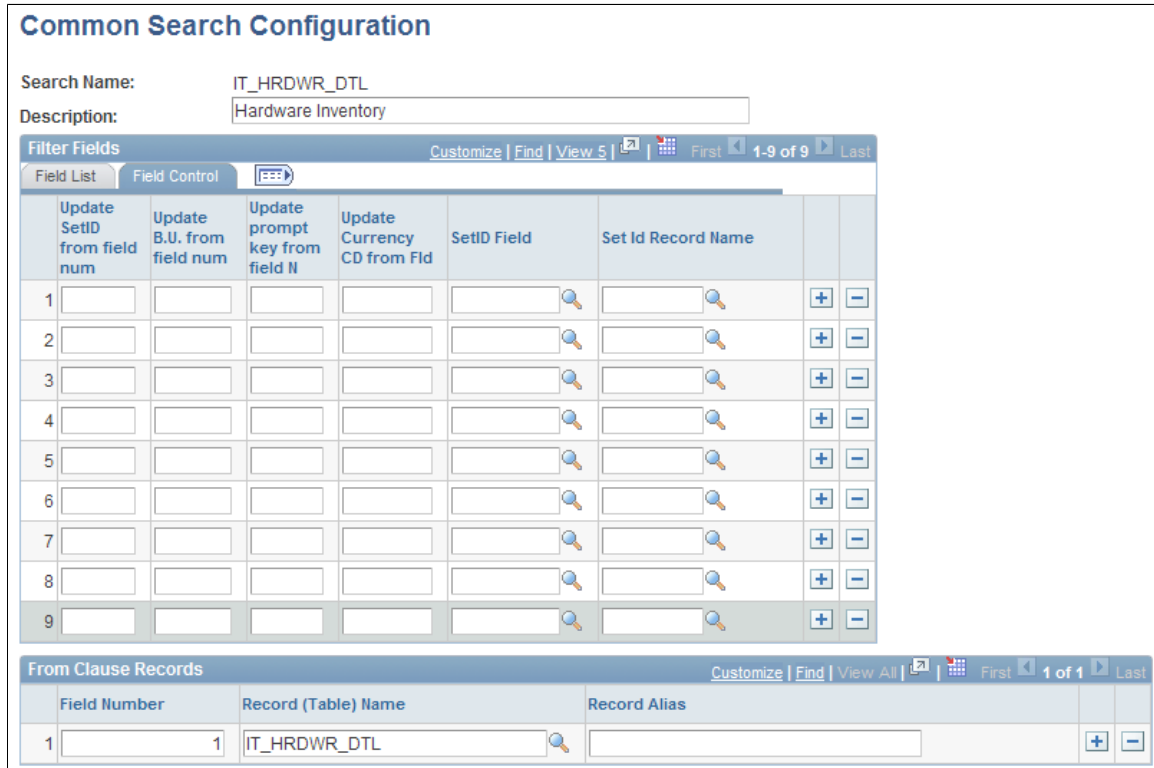 Common Search Configuration
Search Name: IT_HRDWR_DTL
Description: Hardware Inventory
Filter Fields Customize | Find | View 5 | | First 1-9 of 9 Last
Field List Field Control
Update SetID from field num Update B.U. from field num Update prompt key from field N Update Currency CD from Fld SetID Field Set Id Record Name
1
2
3
4
5
6
7
8
9
From Clause Records Customize | Find | View All | | First 1 of 1 Last
Field Number Record (Table) Name Record Alias
1 1 IT_HRDWR_DTL